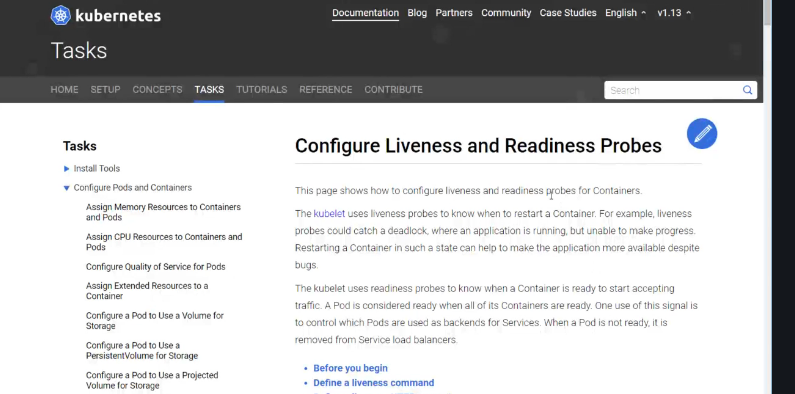 kubernetes
Documentation Blog Partners Community Case Studies English v1.13
Tasks
HOME SETUP CONCEPTS TASKS TUTORIALS REFERENCE CONTRIBUTE
Search
Tasks
Install Tools
Configure Pods and Containers
Assign Memory Resources to Containers
and Pods
Assign CPU Resources to Containers and
Pods
Configure Quality of Service for Pods
Assign Extended Resources to a
Container
Configure a Pod to Use a Volume for
Storage
Configure a Pod to Use a
PersistentVolume for Storage
Configure a Pod to Use a Projected
Volume for Storage
Configure Liveness and Readiness Probes
This page shows how to configure liveness and readiness probes for Containers.
The kubelet uses liveness probes to know when to restart a Container. For example, liveness
probes could catch a deadlock, where an application is running, but unable to make progress.
Restarting a Container in such a state can help to make the application more available despite
bugs.
The kubelet uses readiness probes to know when a Container is ready to start accepting
traffic. A Pod is considered ready when all of its Containers are ready. One use of this signal is
to control which Pods are used as backends for Services. When a Pod is not ready, it is
removed from Service load balancers.
Before you begin
Define a liveness command